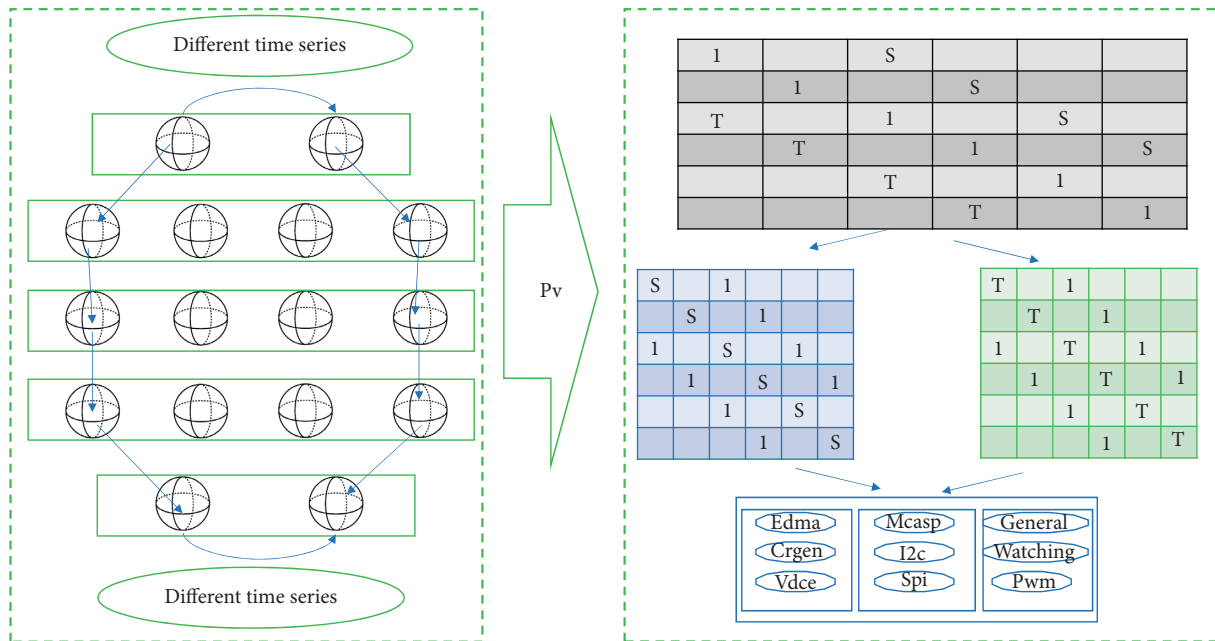 Different time series
Different time series
Pv
1 S
1 S
T 1 S
T 1 S
T 1
T 1
S 1
S 1
1 S 1
1 S 1
1 S
1 S
T 1
T 1
1 T 1
1 T 1
1 T
1 T
Edma
Crgen
Vdce
Mcasp
I2c
Spi
General
Watching
Pwm